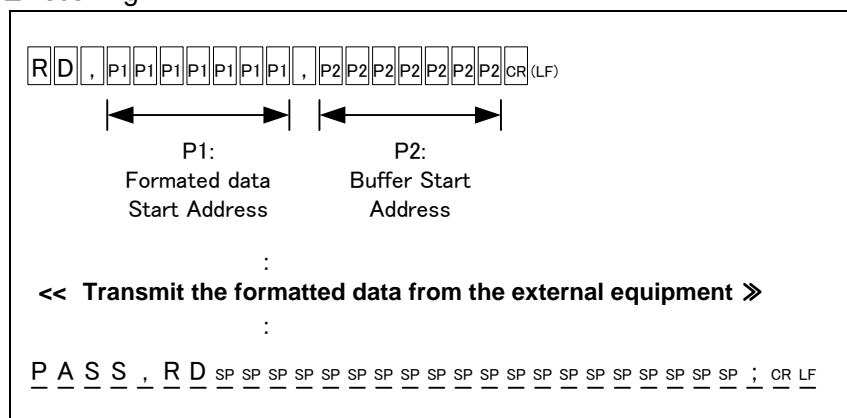 R D , P1 P1 P1 P1 P1 P1 P1 , P2 P2 P2 P2 P2 P2 P2 CR (LF)
P1: P2:
Formated data Buffer Start
Start Address Address
:
<< Transmit the formatted data from the external equipment ≫
:
P A S S , R D SP SP SP SP SP SP SP SP SP SP SP SP SP SP SP SP SP SP SP SP ; CR LF